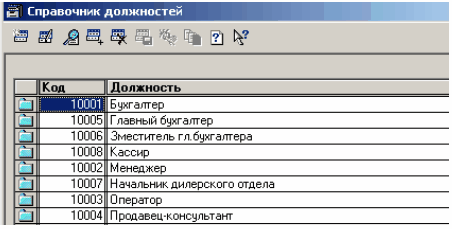 Справочник должностей
Код Должность
10001 Бухгалтер
10005 Главный бухгалтер
10006 Зместитель гл.бухгалтера
10008 Кассир
10002 Менеджер
10007 Начальник дилерского отдела
10003 Оператор
10004 Продавец-консультант